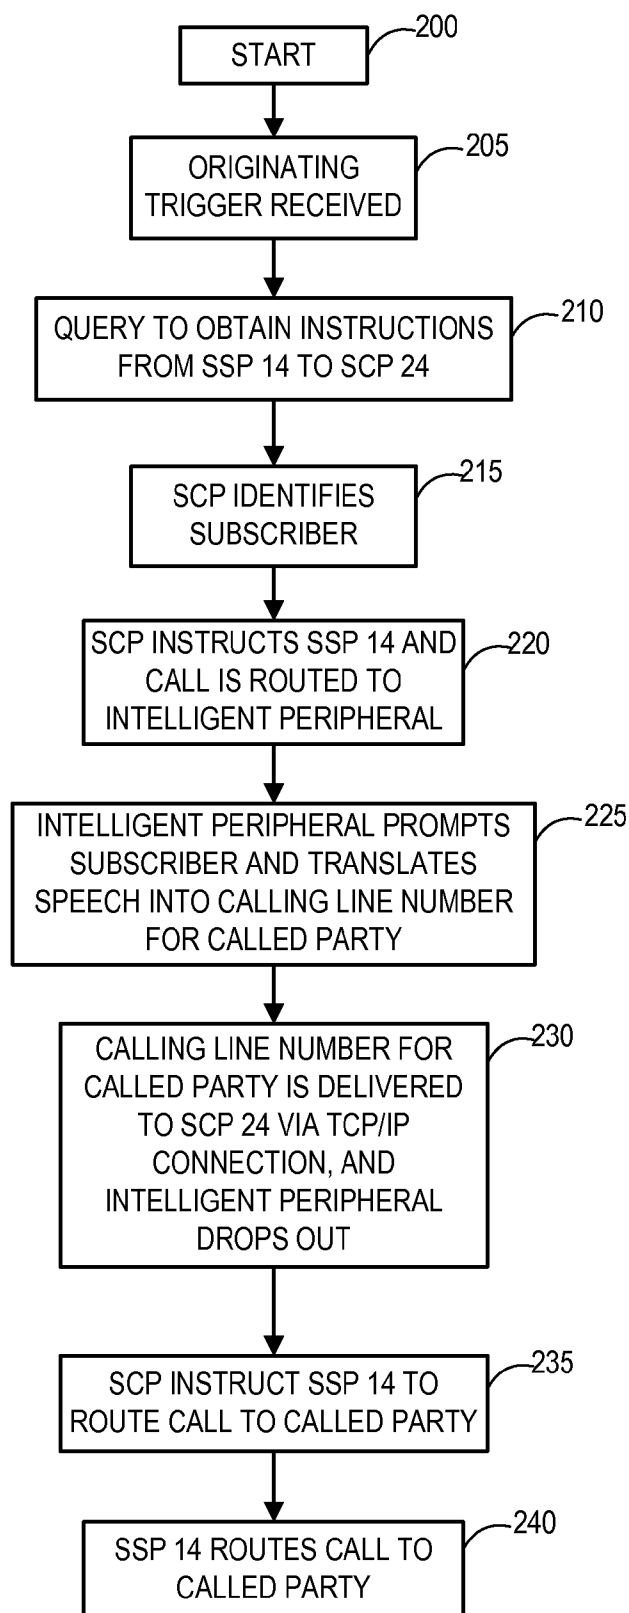 200
START
205
ORIGINATING
TRIGGER RECEIVED
210
QUERY TO OBTAIN INSTRUCTIONS
FROM SSP 14 TO SCP 24
215
SCP IDENTIFIES
SUBSCRIBER
220
SCP INSTRUCTS SSP 14 AND
CALL IS ROUTED TO
INTELLIGENT PERIPHERAL
225
INTELLIGENT PERIPHERAL PROMPTS
SUBSCRIBER AND TRANSLATES
SPEECH INTO CALLING LINE NUMBER
FOR CALLED PARTY
230
CALLING LINE NUMBER FOR
CALLED PARTY IS DELIVERED
TO SCP 24 VIA TCP/IP
CONNECTION, AND
INTELLIGENT PERIPHERAL
DROPS OUT
235
SCP INSTRUCT SSP 14 TO
ROUTE CALL TO CALLED PARTY
240
SSP 14 ROUTES CALL TO
CALLED PARTY